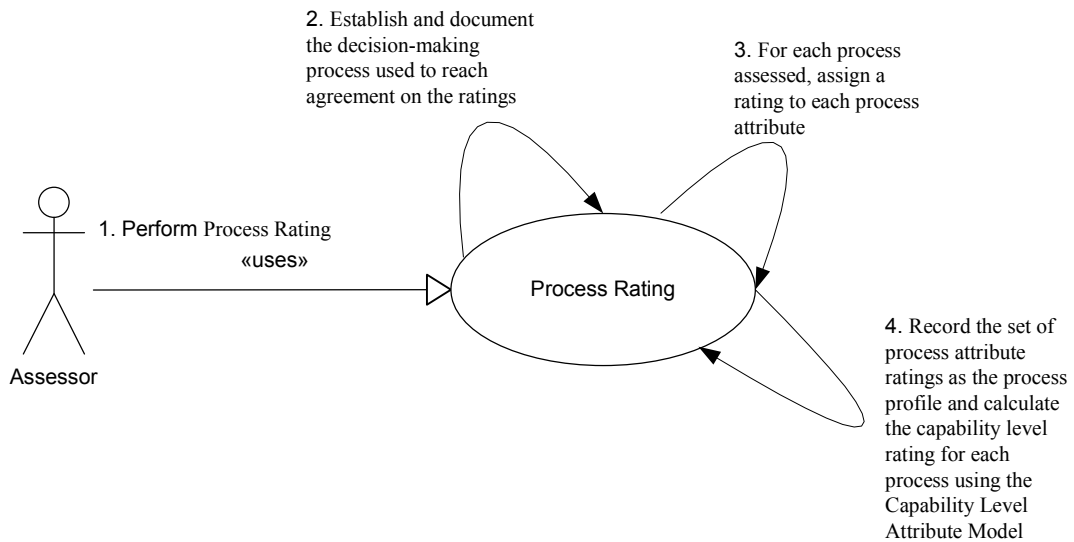 2. Establish and document
the decision-making
process used to reach
agreement on the ratings
3. For each process
assessed, assign a
rating to each process
attribute
1. Perform Process Rating
«uses»
Process Rating
Assessor
4. Record the set of
process attribute
ratings as the process
profile and calculate
the capability level
rating for each
process using the
Capability Level
Attribute Model